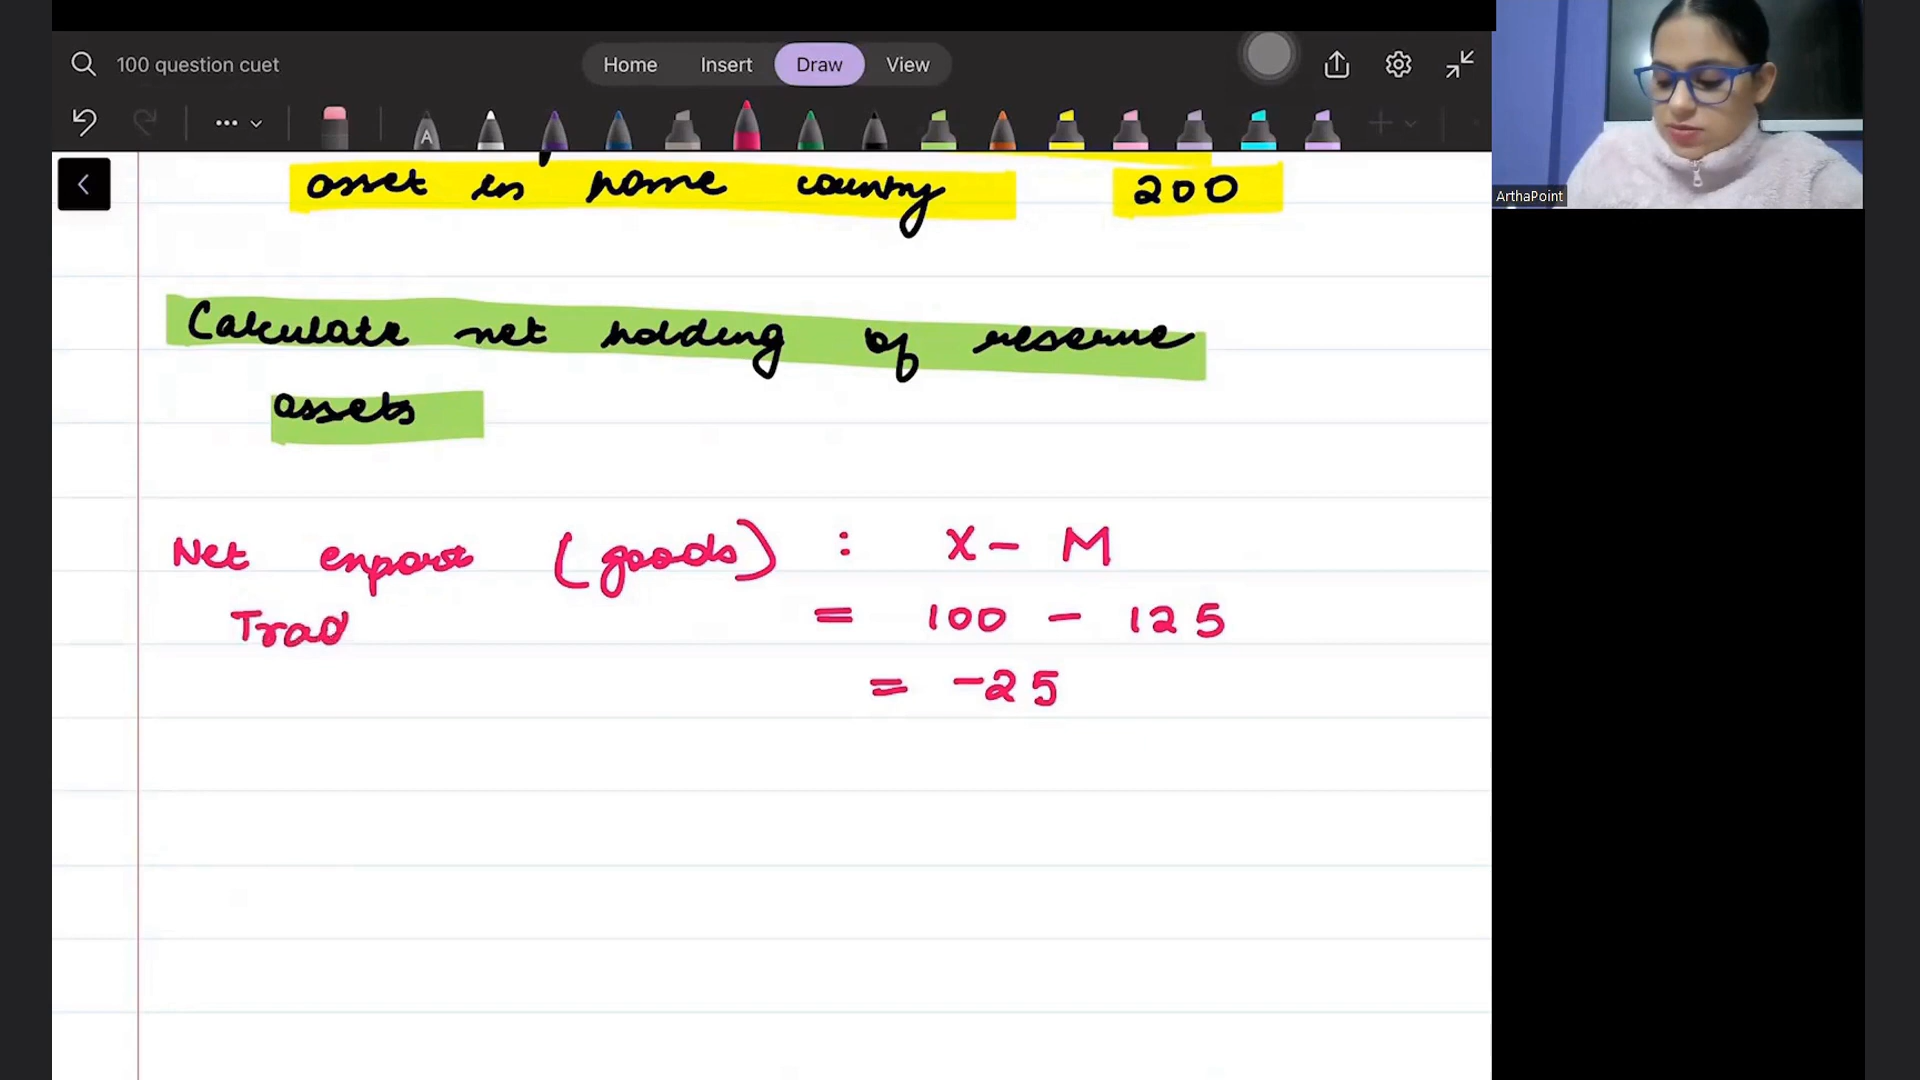 100 question cuet
Home Insert Draw View
A
ArthaPoint
asset in home country 200
Calculate net holding of reserve
assets
Net export (goods) : X - M
Trad = 100 - 125
= -25